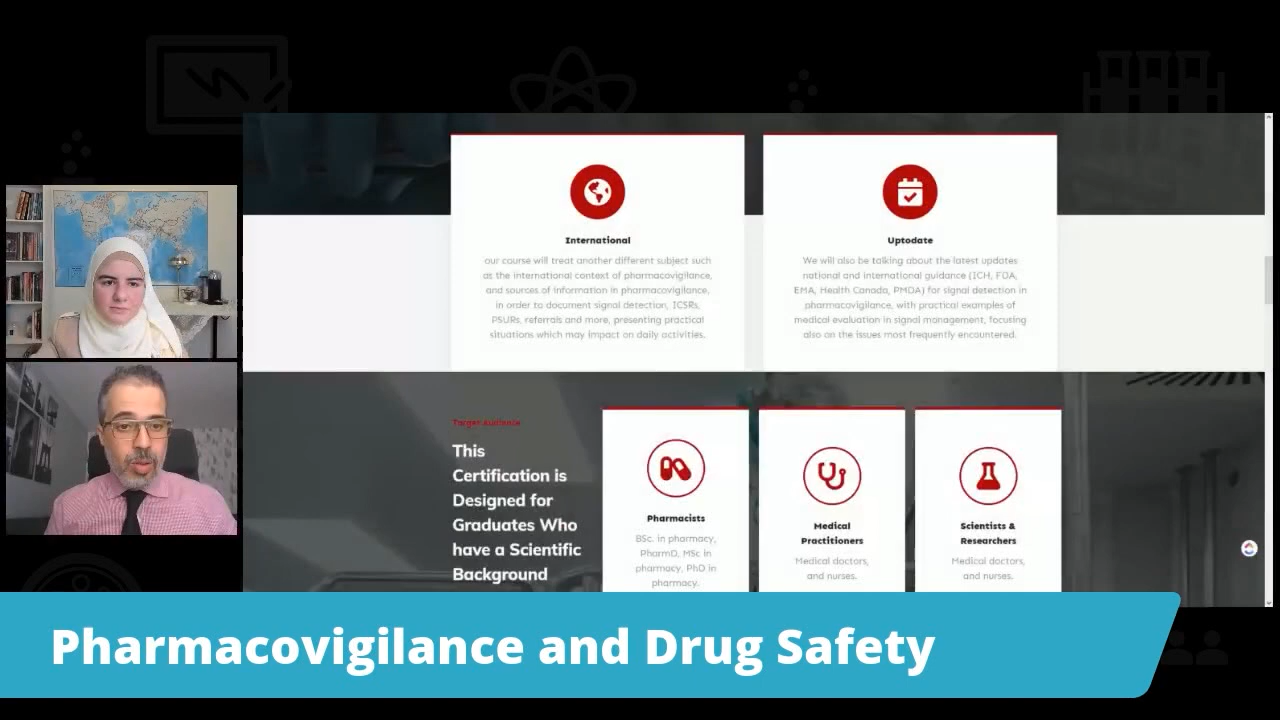 International
our course will treat another different subject such
as the international context of pharmacovigilance,
and sources of information in pharmacovigilance,
in order to document signal detection, ICSRs,
PSURs, referrals and more, presenting practical
situations which may impact on daily activities.
Uptodate
We will also be talking about the latest updates
national and international guidance (ICH, FDA,
EMA, Health Canada, PMDA) for signal detection in
pharmacovigilance, with practical examples of
medical evaluation in signal management, focusing
also on the issues most frequently encountered.
Target audience
This
Certification is
Designed for
Graduates Who
have a Scientific
Background
Pharmacists
BSc. in pharmacy,
PharmD, MSc in
pharmacy, PhD in
pharmacy.
Medical
Practitioners
Medical doctors,
and nurses.
Scientists &
Researchers
Medical doctors,
and nurses.
Pharmacovigilance and Drug Safety